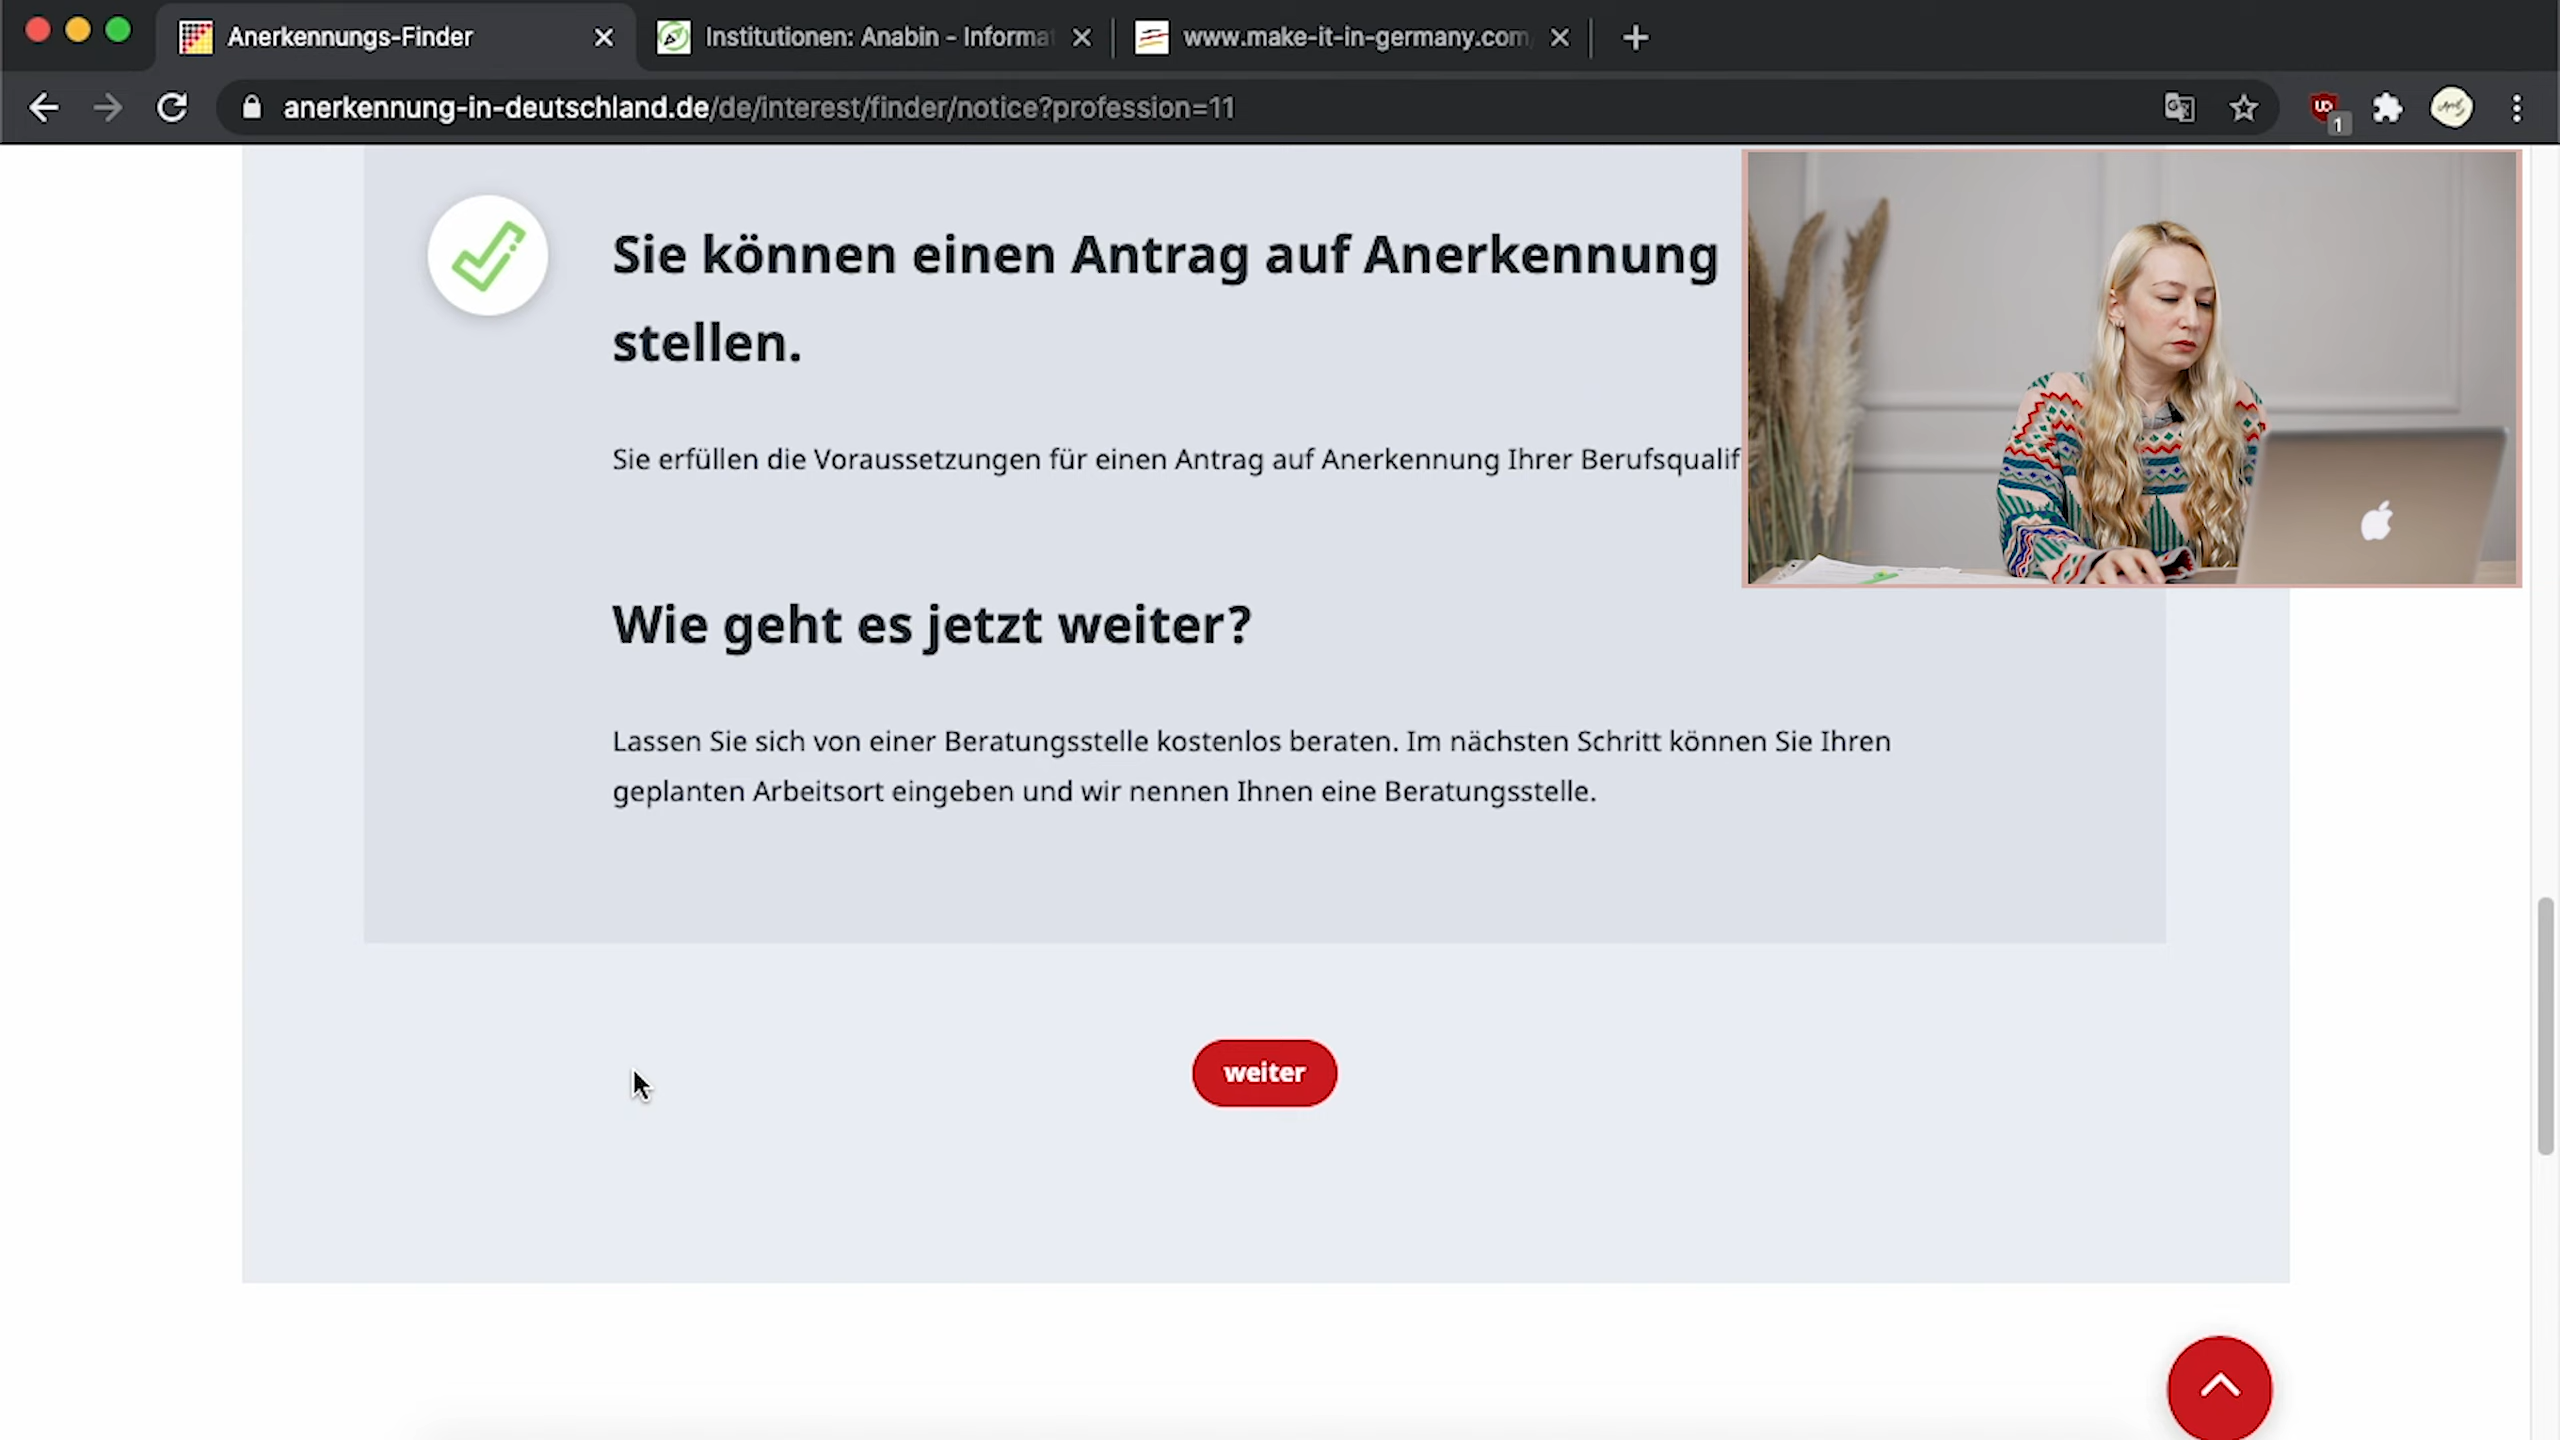 Anerkennungs-Finder
Institutionen: Anabin - Informat
www.make-it-in-germany.com/
anerkennung-in-deutschland.de/de/interest/finder/notice?profession=11
1
Sie können einen Antrag auf Anerkennung
stellen.
Sie erfüllen die Voraussetzungen für einen Antrag auf Anerkennung Ihrer Berufsqualif
Wie geht es jetzt weiter?
Lassen Sie sich von einer Beratungsstelle kostenlos beraten. Im nächsten Schritt können Sie Ihren
geplanten Arbeitsort eingeben und wir nennen Ihnen eine Beratungsstelle.
weiter